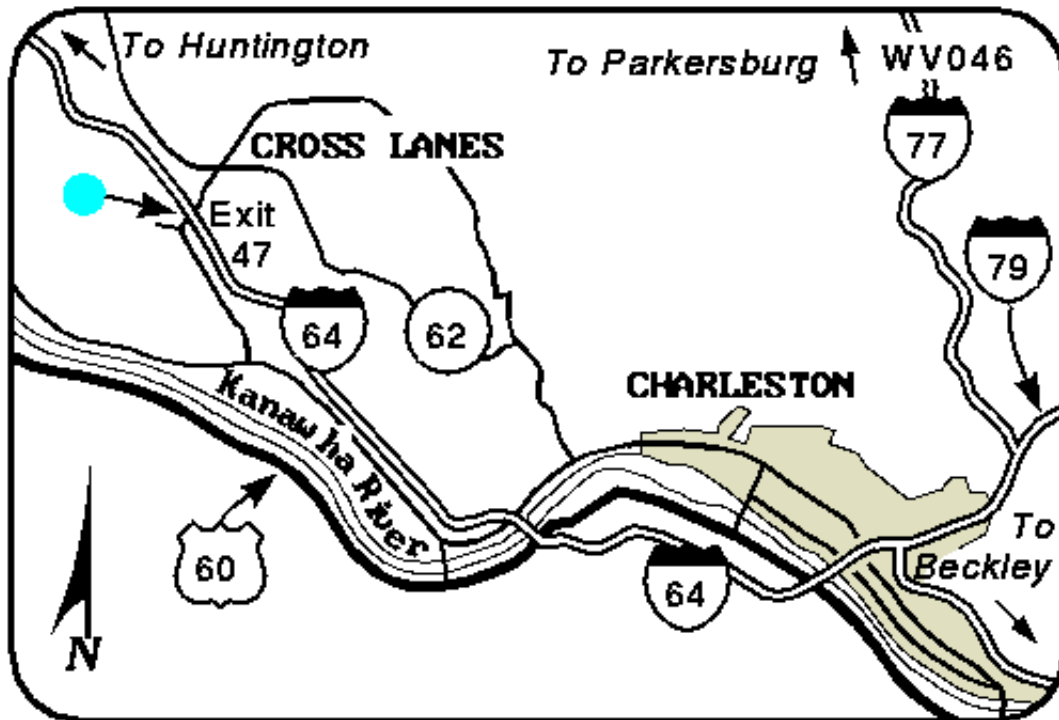 To Huntington
To Parkersburg
WV046
77
CROSS LANES
Exit
47
79
64
62
Kanawha River
CHARLESTON
60
64
To
Beckley
N